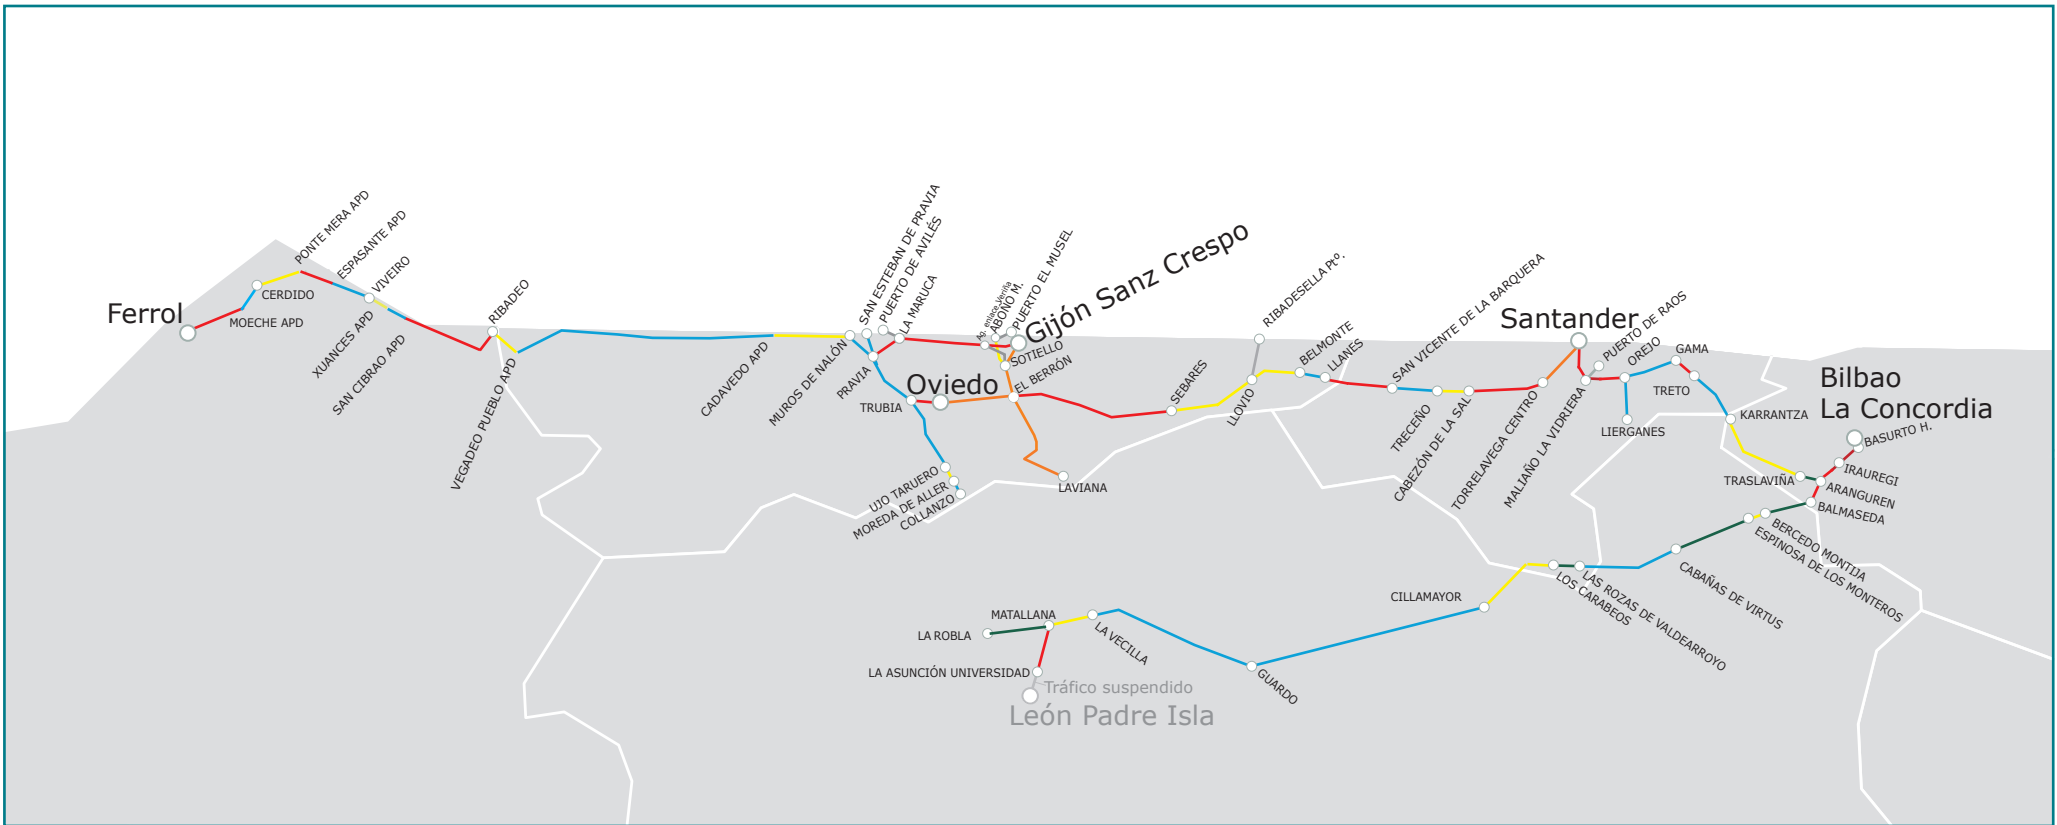 Ferrol
MOECHE APD
CERDIDO
PONTE MERA APD
ESPASANTE APD
VIVEIRO
XUANCES APD
SAN CIBRAO APD
RIBADEO
VEGADEO PUEBLO APD
CADAVEDO APD
MUROS DE NALÓN
SAN ESTEBAN DE PRAVIA
PUERTO DE AVILÉS
PRAVIA
LA MARUCA
TRUBIA
Oviedo
Ag. enlace Veriña
ABOÑO M.
PUERTO EL MUSEL
Gijón Sanz Crespo
SOTIELLO
EL BERRÓN
UJO TARUERO
MOREDA DE ALLER
COLLANZO
LAVIANA
SEBARES
LLOVIO
RIBADESELLA Ptº.
BELMONTE
LLANES
SAN VICENTE DE LA BARQUERA
TRECEÑO
CABEZÓN DE LA SAL
TORRELAVEGA CENTRO
Santander
MALIAÑO LA VIDRIERA
PUERTO DE RAOS
OREJO
LIERGANES
GAMA
TRETO
KARRANTZA
TRASLAVIÑA
Bilbao
La Concordia
BASURTO H.
IRAUREGI
ARANGUREN
BALMASEDA
BERCEDO MONTIJA
ESPINOSA DE LOS MONTEROS
CABAÑAS DE VIRTUS
LAS ROZAS DE VALDEARROYO
LOS CARABEOS
CILLAMAYOR
GUARDO
LA VECILLA
MATALLANA
LA ROBLA
LA ASUNCIÓN UNIVERSIDAD
Tráfico suspendido
León Padre Isla